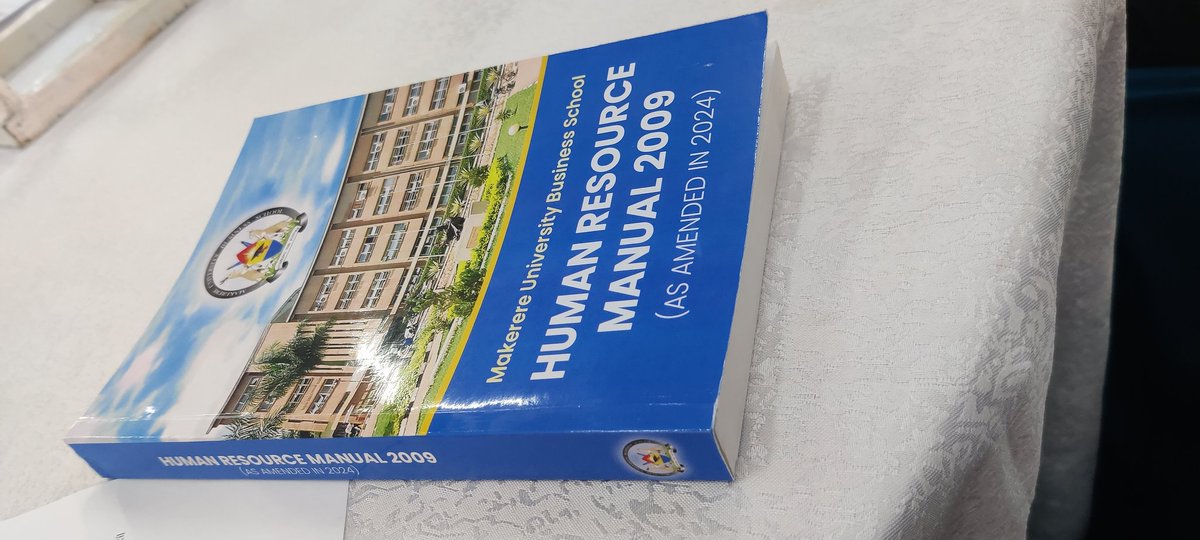 Makerere University Business School
HUMAN RESOURCE
MANUAL 2009
(AS AMENDED IN 2024)
HUMAN RESOURCE MANUAL 2009
(AS AMENDED IN 2024)